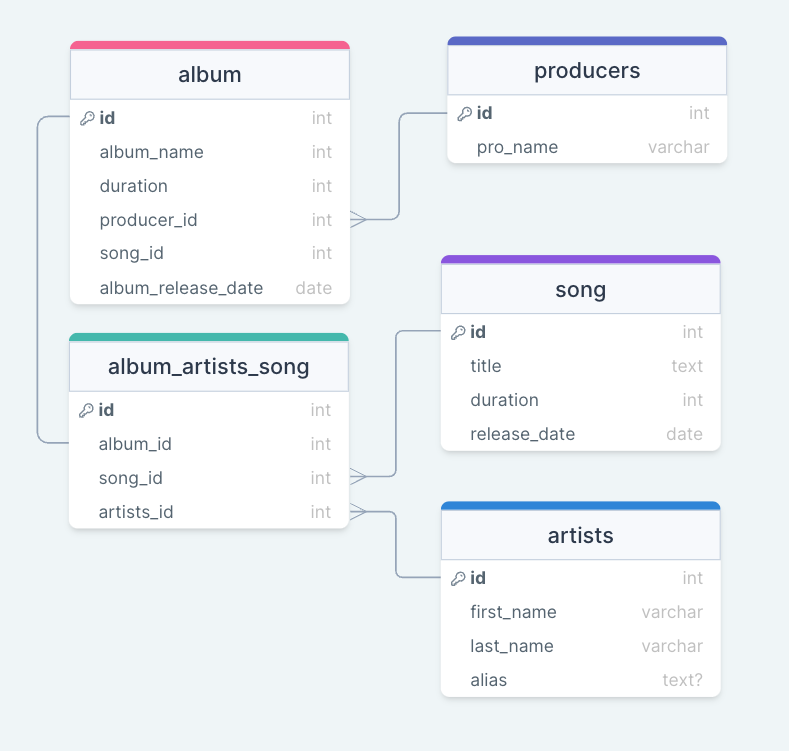 album
id int
album_name int
duration int
producer_id int
song_id int
album_release_date date
producers
id int
pro_name varchar
album_artists_song
id int
album_id int
song_id int
artists_id int
song
id int
title text
duration int
release_date date
artists
id int
first_name varchar
last_name varchar
alias text?